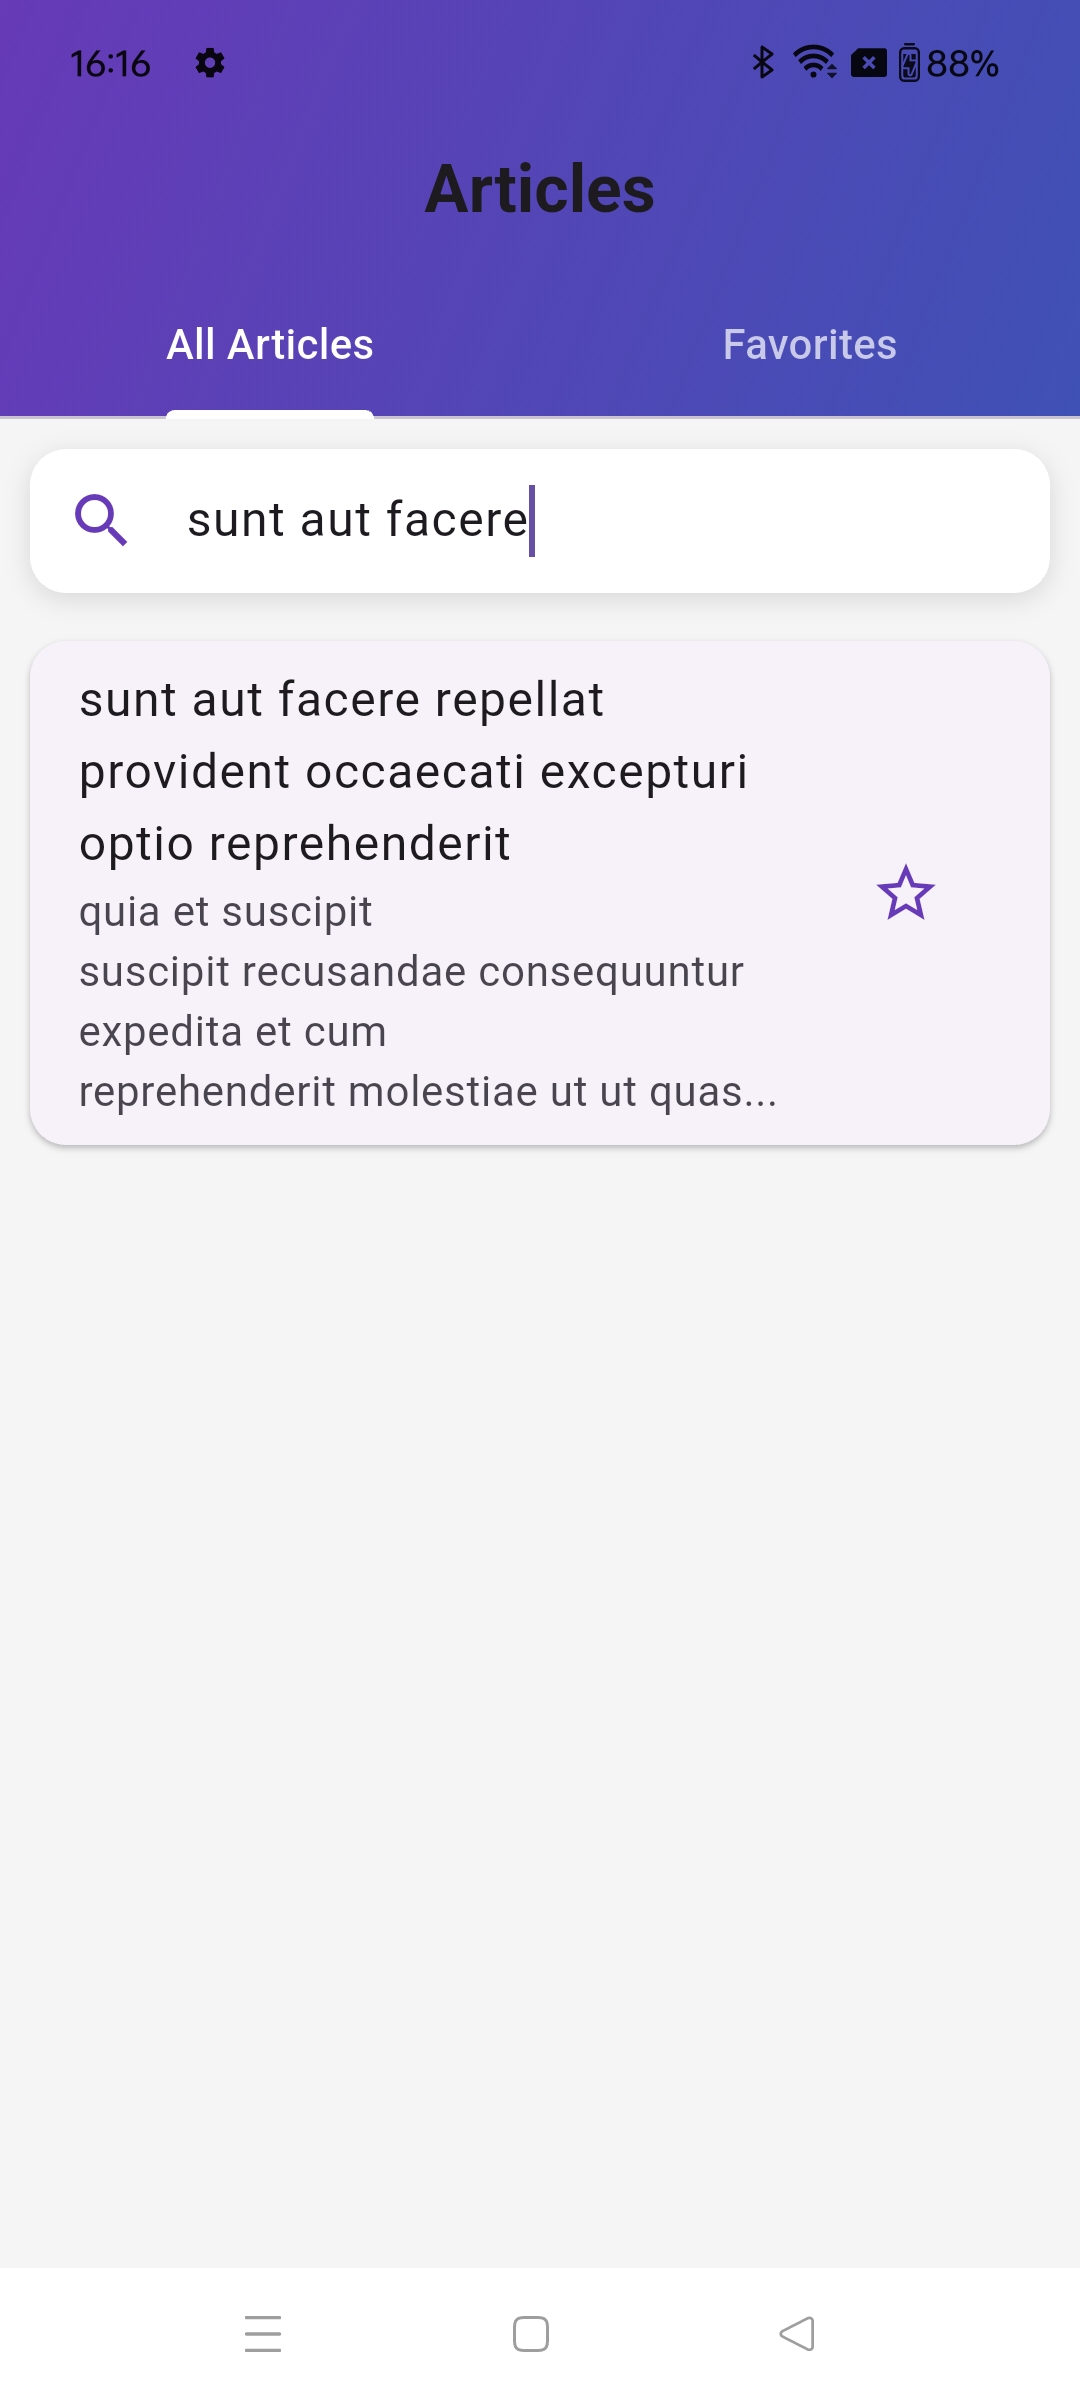 16:16
88%
Articles
All Articles
Favorites
sunt aut facere
sunt aut facere repellat
provident occaecati excepturi
optio reprehenderit
quia et suscipit
suscipit recusandae consequuntur
expedita et cum
reprehenderit molestiae ut ut quas...